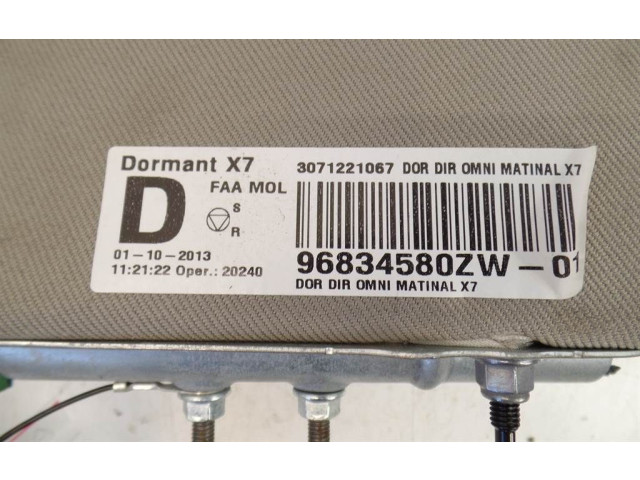 Dormant X7
3071221067 DOR DIR OMNI MATINAL X7
D
FAA MOL
S
R
01-10-2013
11:21:22 Oper.: 20240
96834580ZW-01
DOR DIR OMNI MATINAL X7